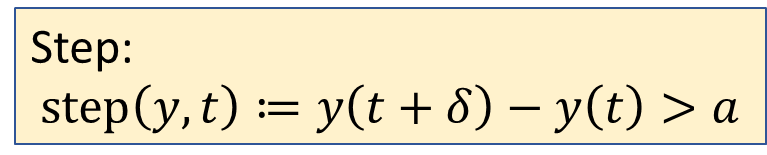 Step:
step(y, t) ≔ y(t + δ) − y(t) > a